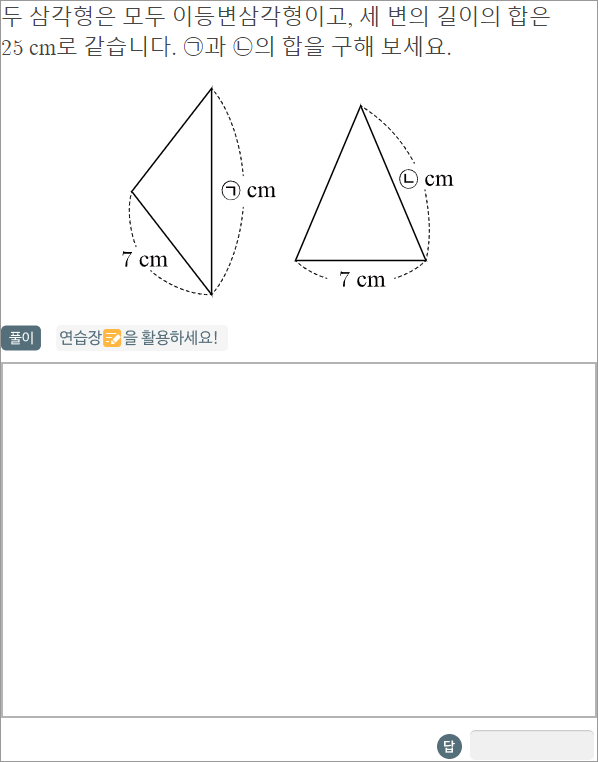 두 삼각형은 모두 이등변삼각형이고, 세 변의 길이의 합은
25 cm로 같습니다. ㉠과 ㉡의 합을 구해 보세요.
㉡ cm
㉠ cm
7 cm
7 cm
풀이 연습장을 활용하세요!
답